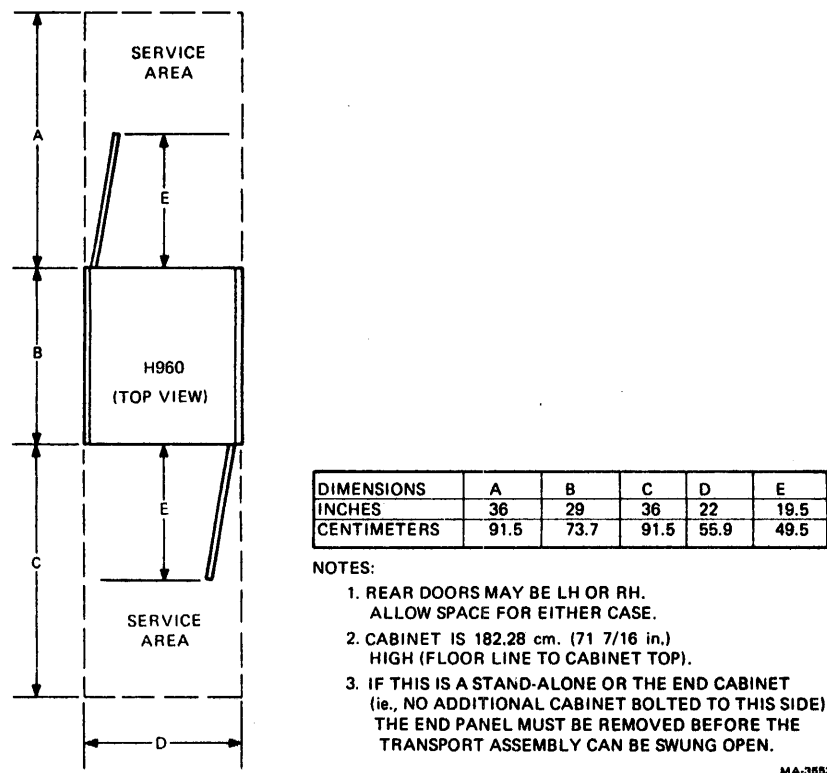 SERVICE
AREA
A
E
B
H960
(TOP VIEW)
E
C
SERVICE
AREA
D
DIMENSIONS A B C D E
INCHES 36 29 36 22 19.5
CENTIMETERS 91.5 73.7 91.5 55.9 49.5
NOTES:
1. REAR DOORS MAY BE LH OR RH.
ALLOW SPACE FOR EITHER CASE.
2. CABINET IS 182.28 cm. (71 7/16 in.)
HIGH (FLOOR LINE TO CABINET TOP).
3. IF THIS IS A STAND-ALONE OR THE END CABINET
(ie., NO ADDITIONAL CABINET BOLTED TO THIS SIDE)
THE END PANEL MUST BE REMOVED BEFORE THE
TRANSPORT ASSEMBLY CAN BE SWUNG OPEN.